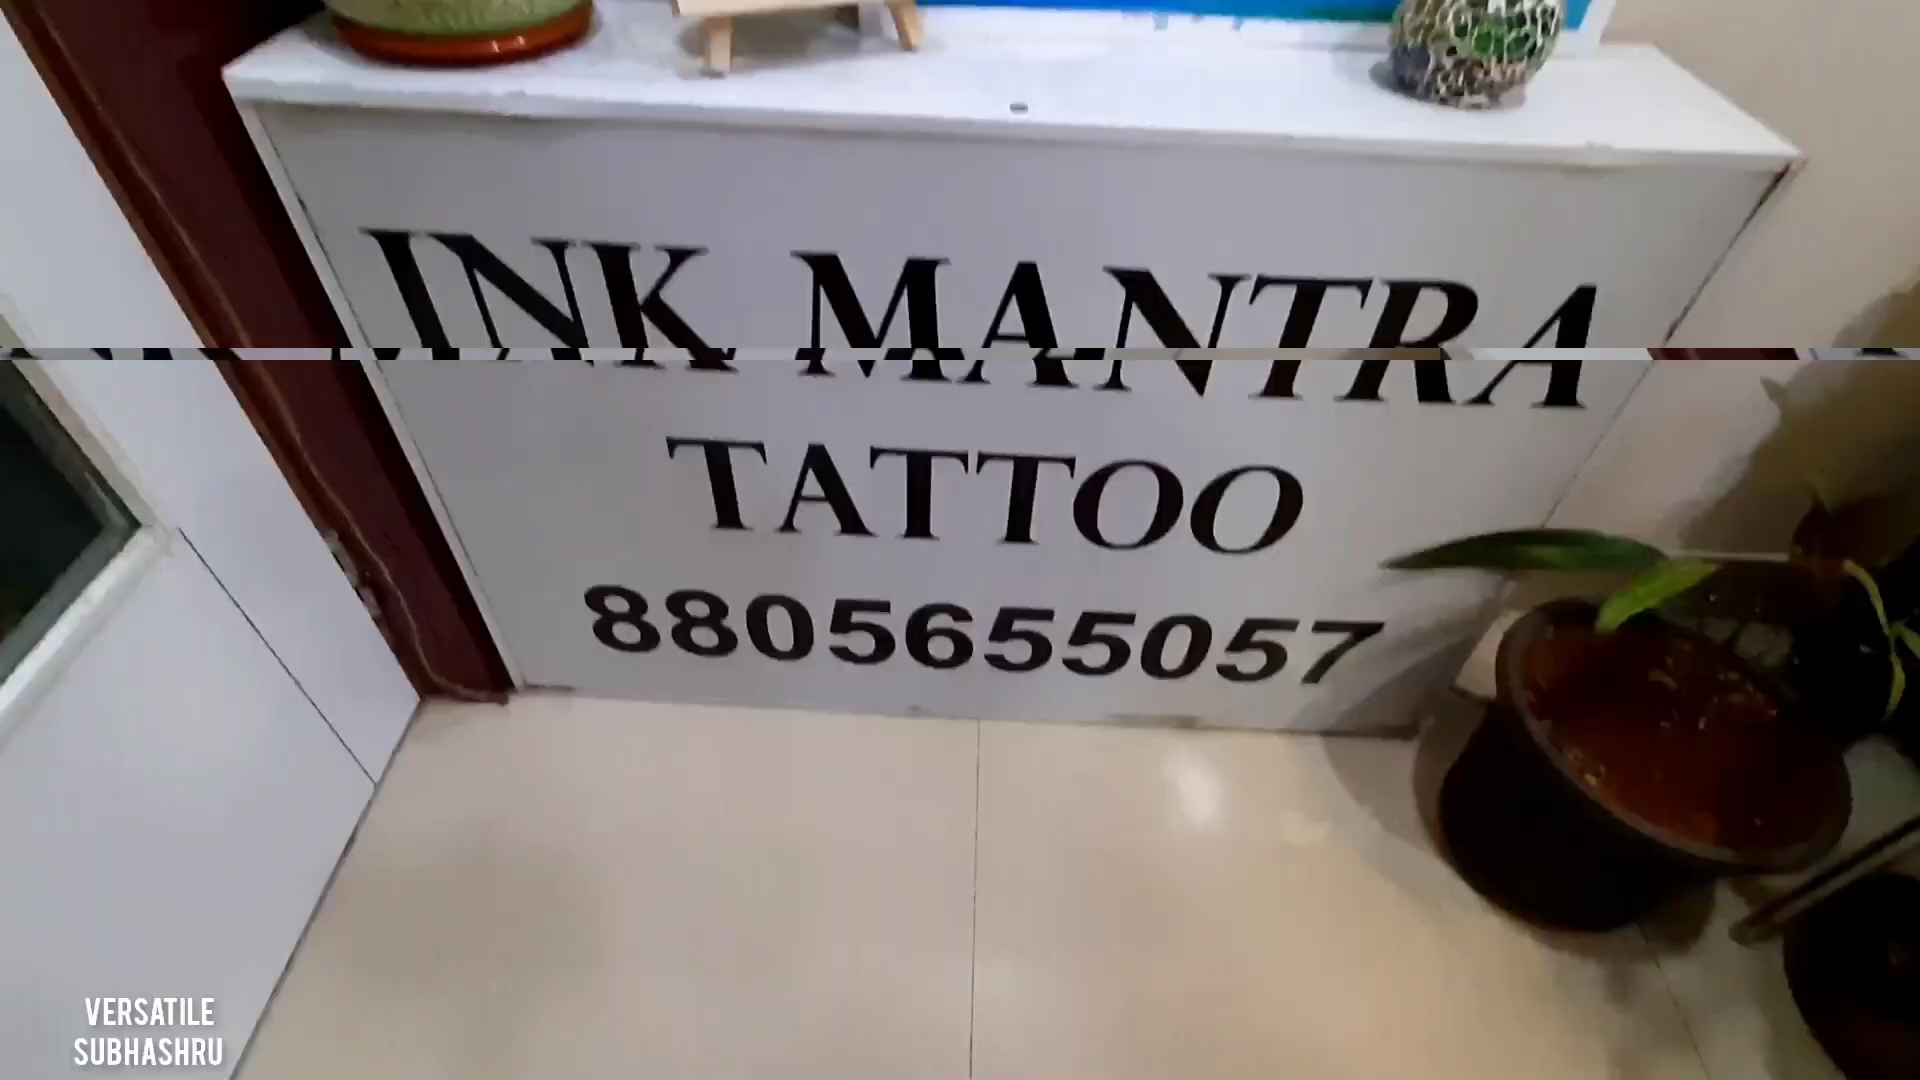 INK MANTRA
TATTOO
8805655057
VERSATILE
SUBHASHRU